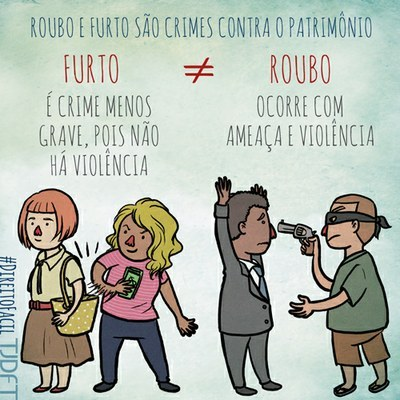 ROUBO E FURTO SÃO CRIMES CONTRA O PATRIMÔNIO
FURTO ≠ ROUBO
É CRIME MENOS
GRAVE, POIS NÃO
HÁ VIOLÊNCIA
OCORRE COM
AMEAÇA E VIOLÊNCIA
#DIREITOFACIL
TJDFT